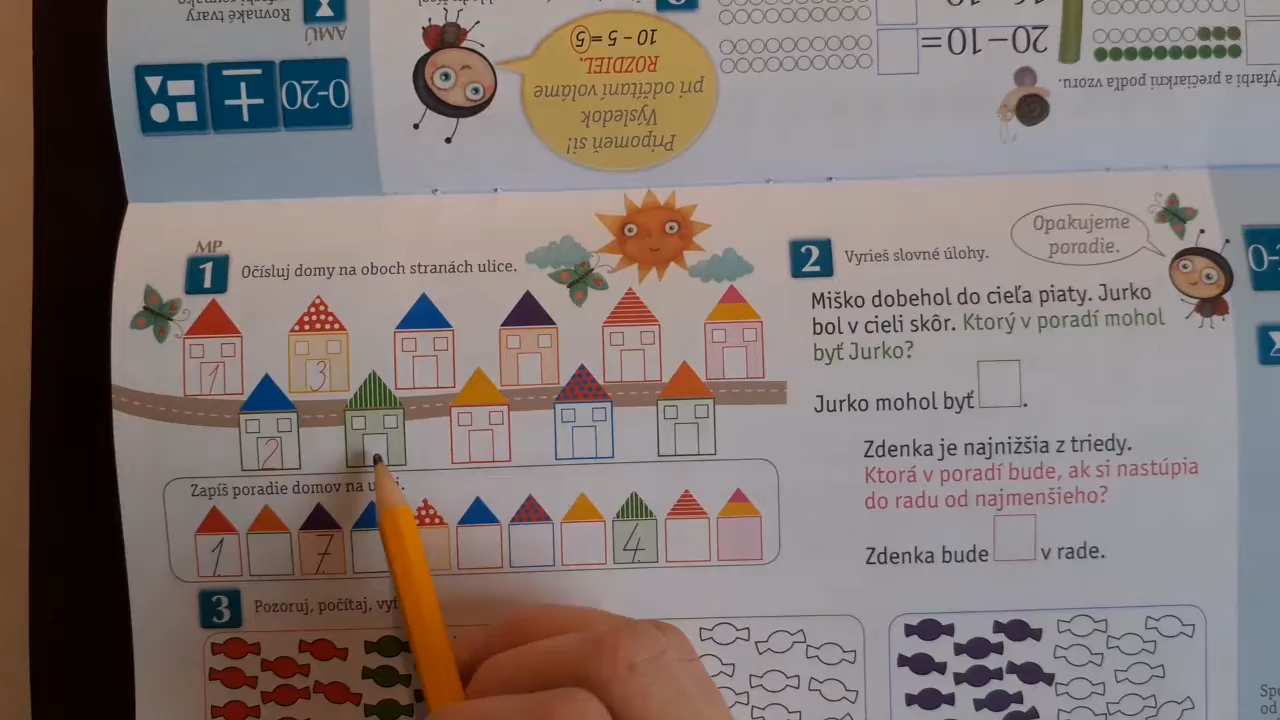 Rovnaké tvary
AMÚ
0-20
Pripomeň si!
Výsledok
pri odčítaní voláme
ROZDIEL.
10 – 5 = 5
20 – 10 =
a prečiarkni podľa vzoru.
MP
1
Očísluj domy na oboch stranách ulice.
1
3
2
Zapíš poradie domov na
1.
7.
4.
2
Vyrieš slovné úlohy.
Opakujeme
poradie.
Miško dobehol do cieľa piaty. Jurko
bol v cieli skôr. Ktorý v poradí mohol
byť Jurko?
Jurko mohol byť
.
Zdenka je najnižšia z triedy.
Ktorá v poradí bude, ak si nastúpia
do radu od najmenšieho?
Zdenka bude
v rade.
3
Pozoruj, počítaj,